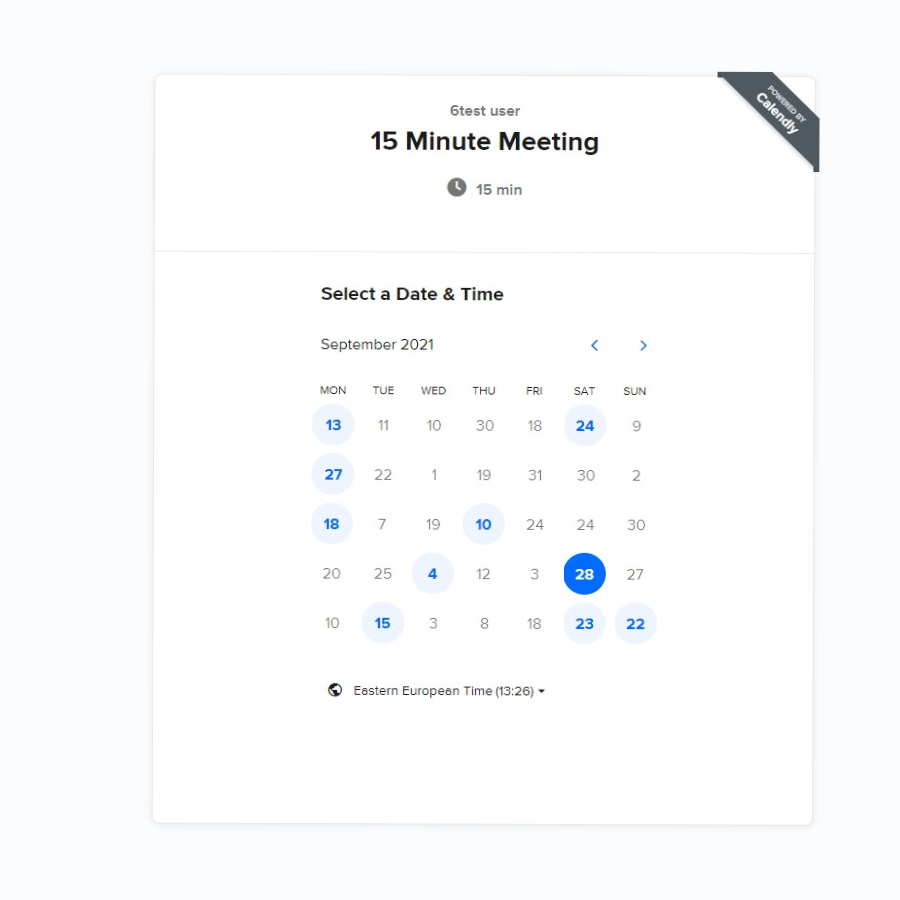 POWERED BY
Calendly
6test user
15 Minute Meeting
15 min
Select a Date & Time
September 2021
MON TUE WED THU FRI SAT SUN
13 11 10 30 18 24 9
27 22 1 19 31 30 2
18 7 19 10 24 24 30
20 25 4 12 3 28 27
10 15 3 8 18 23 22
Eastern European Time (13:26)